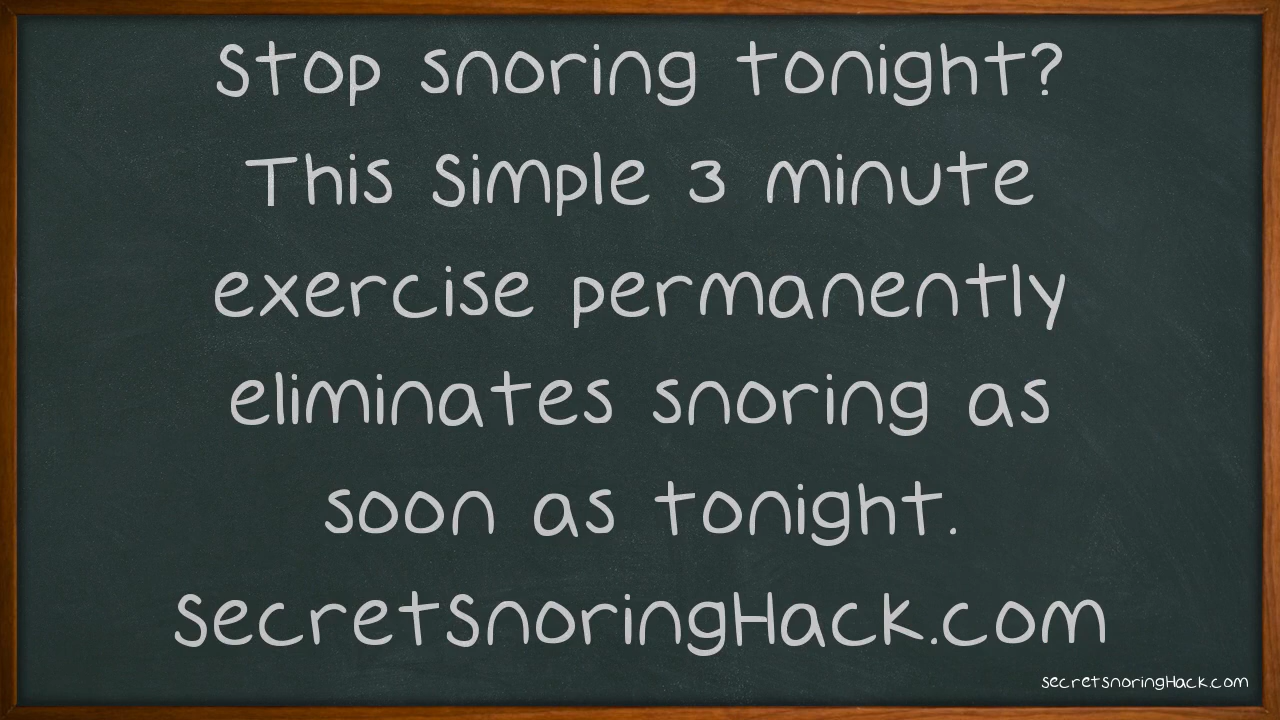 Stop snoring tonight?
This Simple 3 minute
exercise permanently
eliminates snoring as
soon as tonight.
SecretSnoringHack.com
secretsnoringHack.com